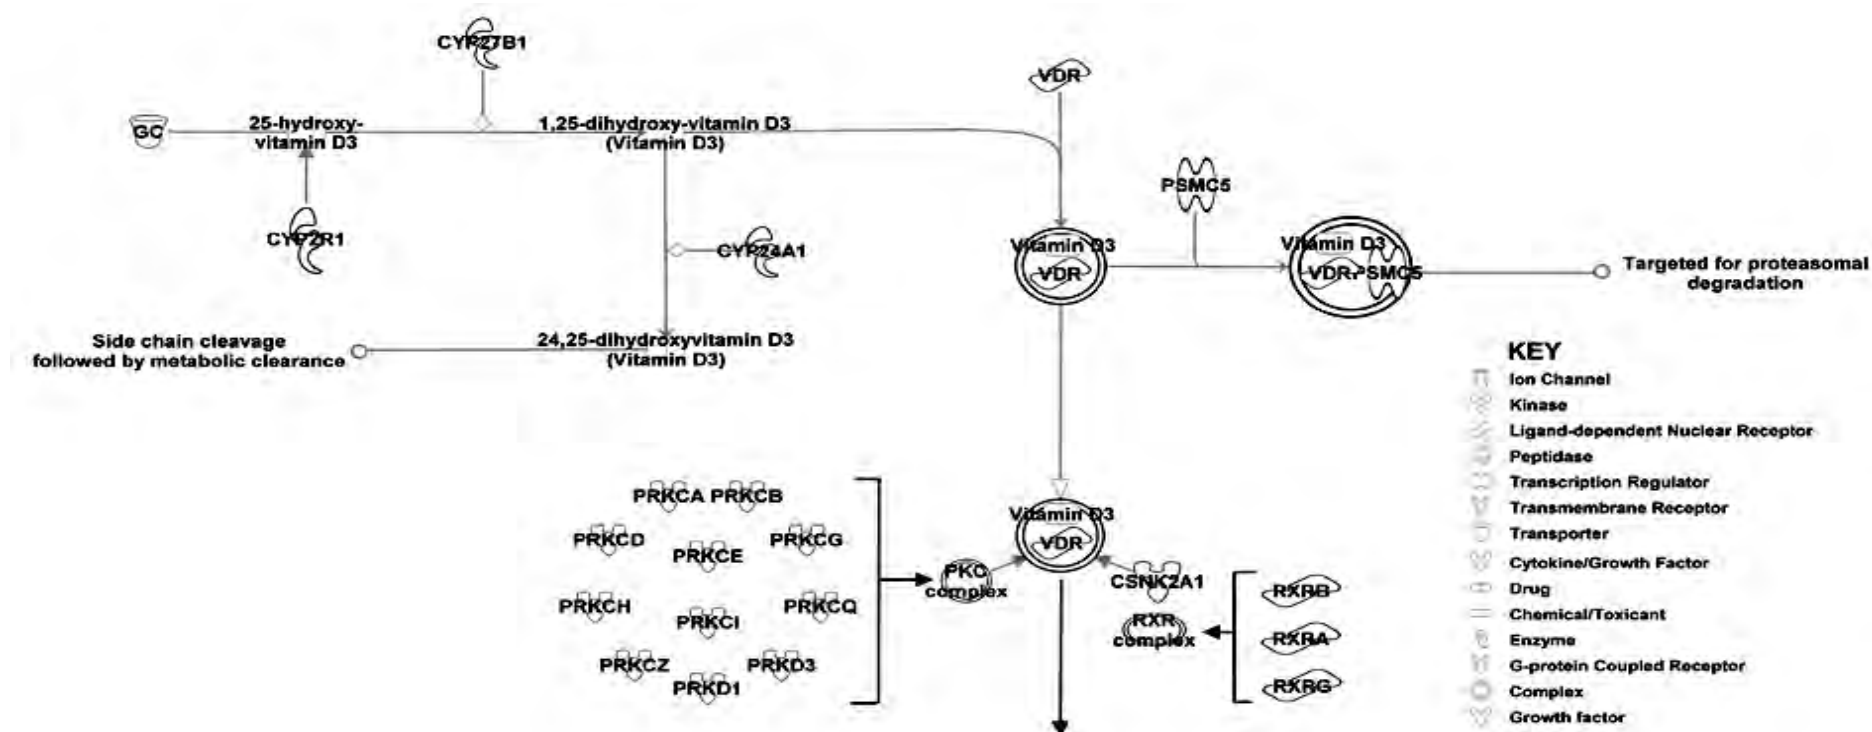 CYP27B1
VDR
GC
25-hydroxy-
vitamin D3
1,25-dihydroxy-vitamin D3
(Vitamin D3)
PSMC5
CYP2R1
CYP24A1
Vitamin D3
VDR
Vitamin D3
VDR PSMC5
Targeted for proteasomal
degradation
Side chain cleavage
followed by metabolic clearance
24,25-dihydroxyvitamin D3
(Vitamin D3)
PRKCA PRKCB
PRKCD
PRKCE
PRKCG
PRKCH
PRKCI
PRKCQ
PRKCZ
PRKD1
PRKD3
PKC
complex
Vitamin D3
VDR
CSNK2A1
RXR
complex
RXRB
RXRA
RXRG
KEY
Ion Channel
Kinase
Ligand-dependent Nuclear Receptor
Peptidase
Transcription Regulator
Transmembrane Receptor
Transporter
Cytokine/Growth Factor
Drug
Chemical/Toxicant
Enzyme
G-protein Coupled Receptor
Complex
Growth factor